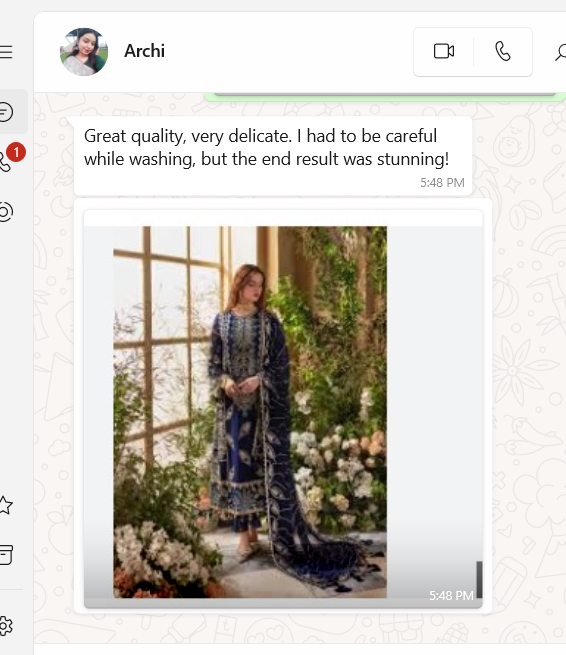 Archi
1
Great quality, very delicate. I had to be careful
while washing, but the end result was stunning!
5:48 PM
5:48 PM